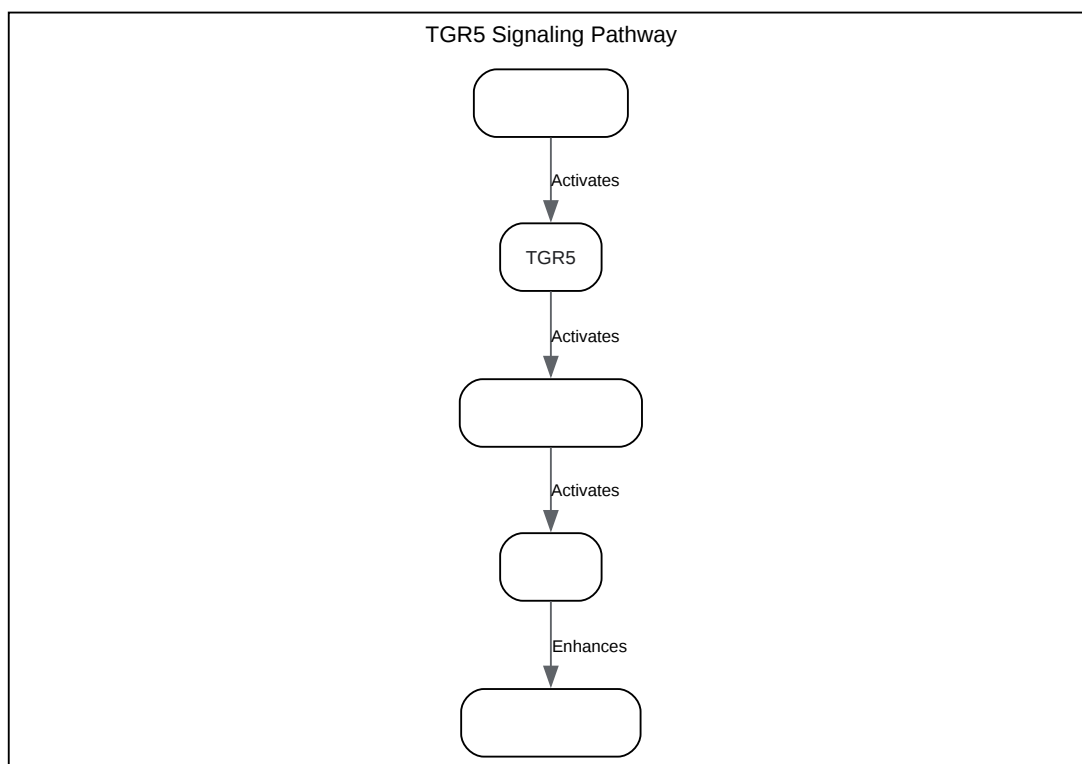 TGR5 Signaling Pathway
Activates
TGR5
Activates
Activates
Enhances